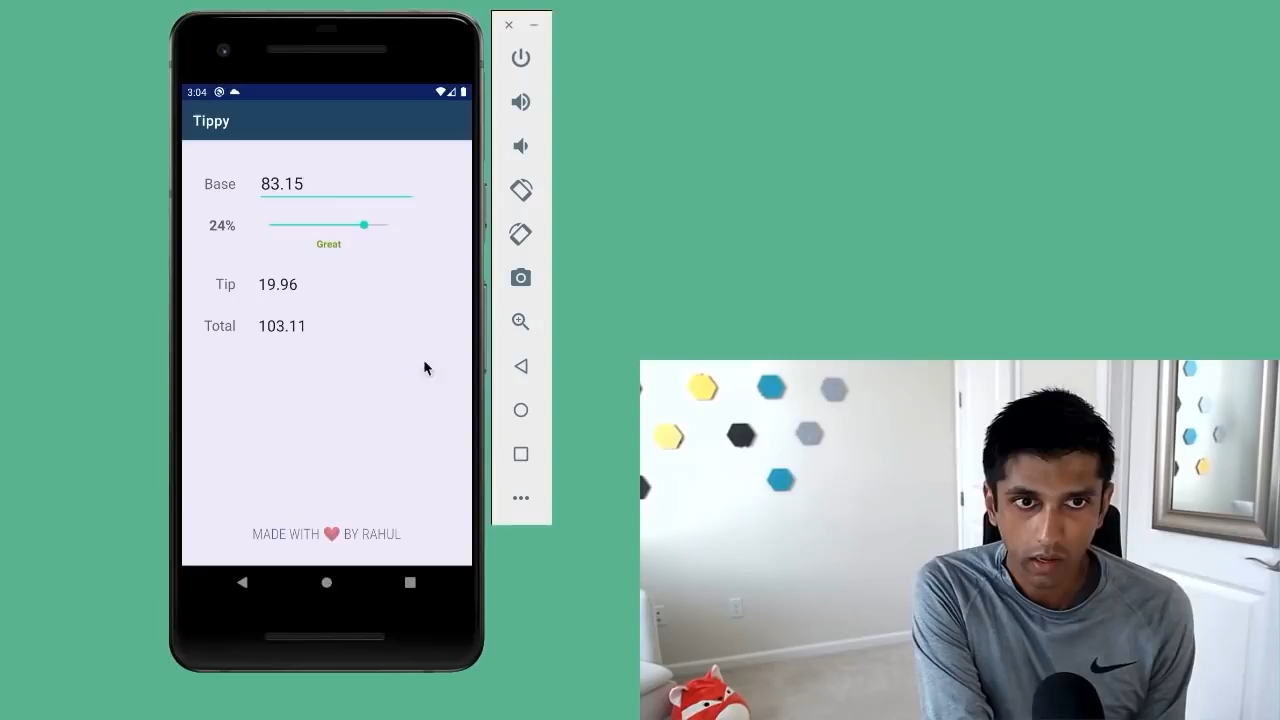 3:04
Tippy
Base 83.15
24%
Great
Tip 19.96
Total 103.11
MADE WITH ❤️ BY RAHUL